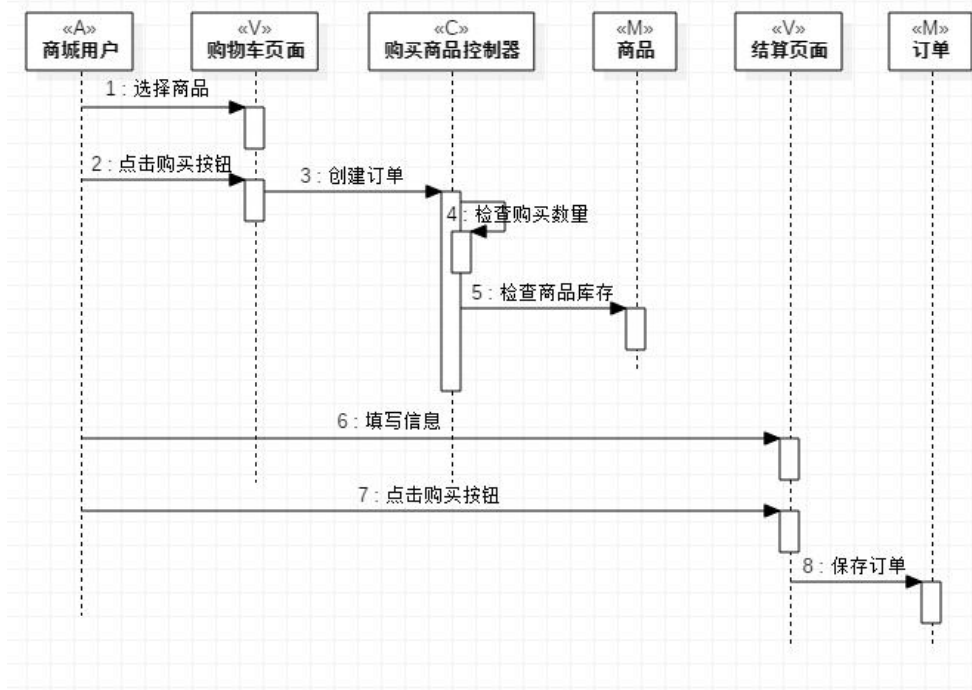 «A»
商城用户
«V»
购物车页面
«C»
购买商品控制器
«M»
商品
«V»
结算页面
«M»
订单
1 : 选择商品
2 : 点击购买按钮
3 : 创建订单
4 : 检查购买数量
5 : 检查商品库存
6 : 填写信息
7 : 点击购买按钮
8 : 保存订单